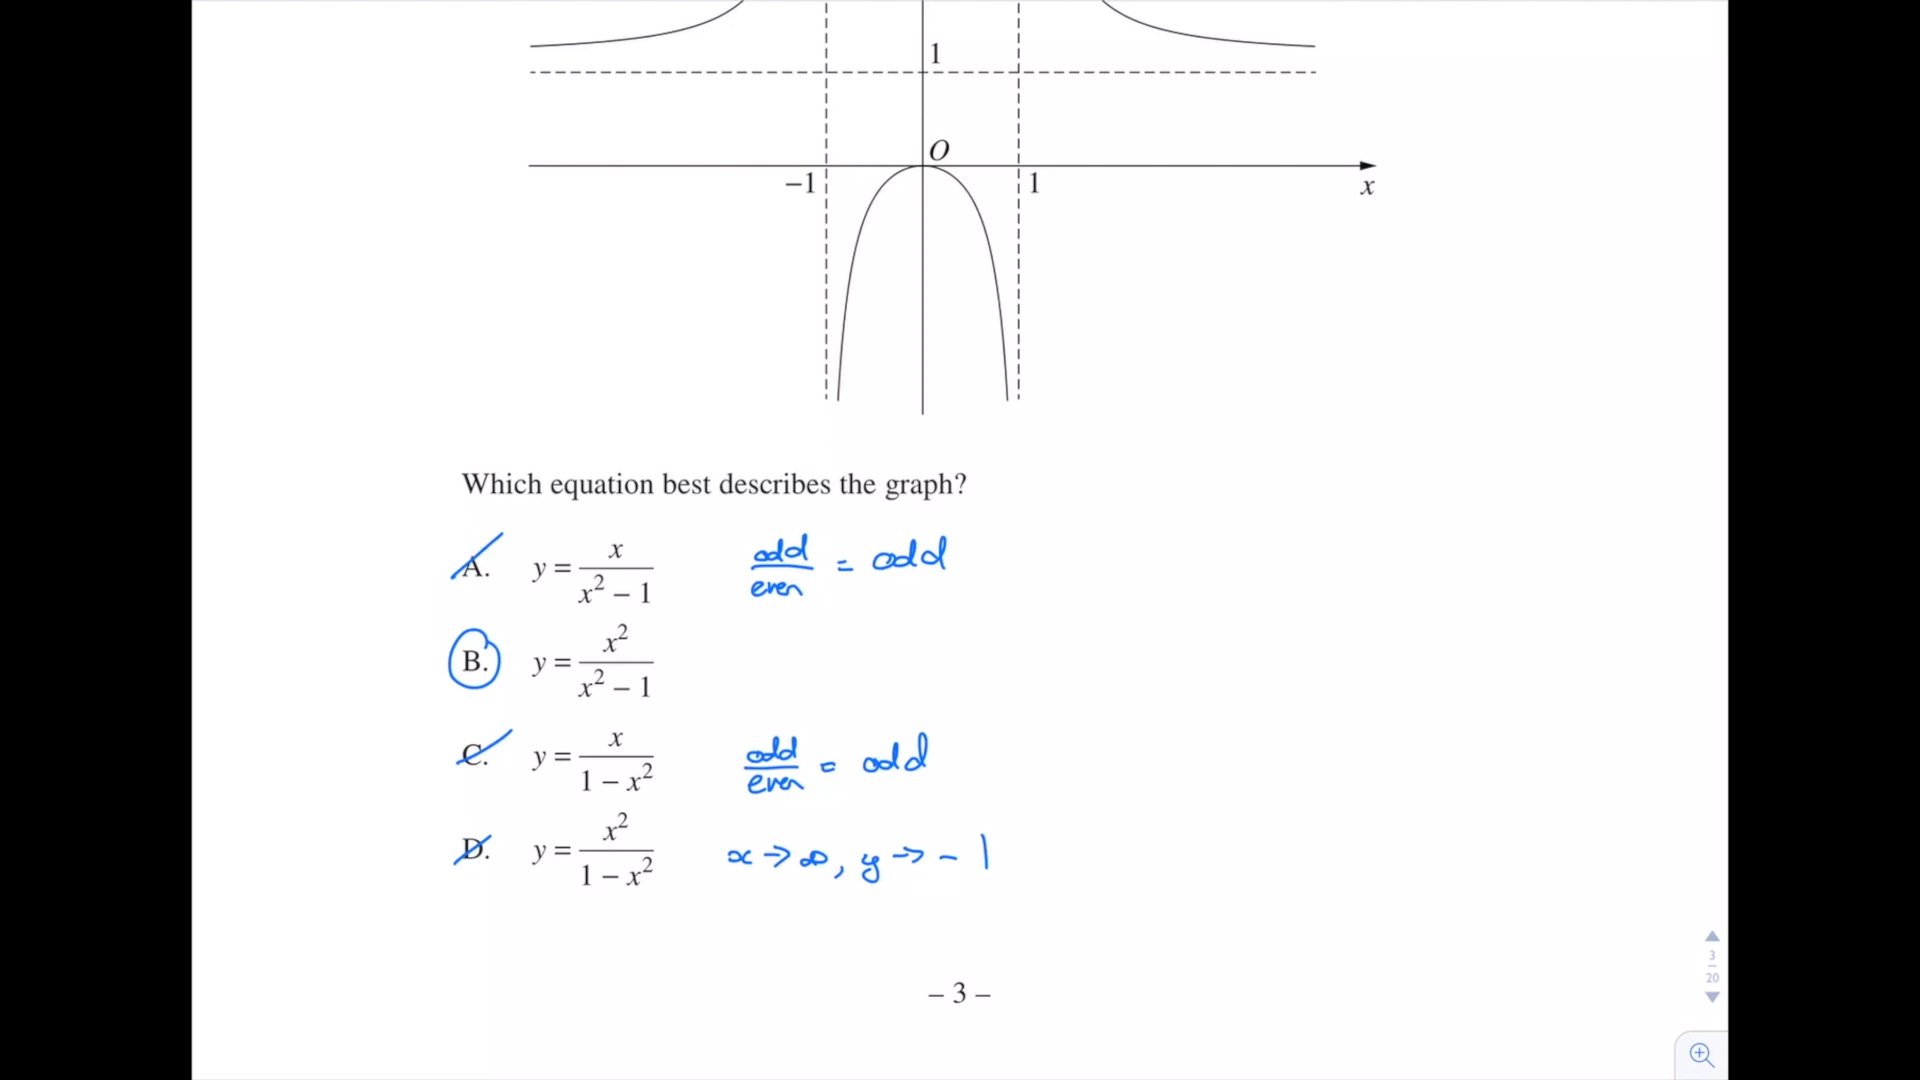 1
O
−1
1
x
Which equation best describes the graph?
A. y = x / (x² − 1) odd/even = odd
B. y = x² / (x² − 1)
C. y = x / (1 − x²) odd/even = odd
D. y = x² / (1 − x²) x → ∞, y → −1
3
20
– 3 –